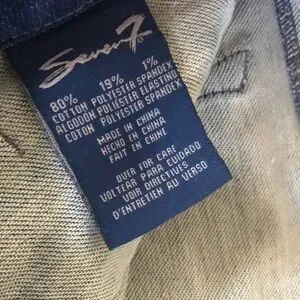 Seven7
80% 19% 1%
COTTON POLYESTER SPANDEX
ALGODON POLIÉSTER ELASTINO
COTON POLYESTER SPANDEX
MADE IN CHINA
HECHO EN CHINA
FAIT EN CHINE
OVER FOR CARE
VOLTEAR PARA CUIDADO
VOIR DIRECTIVES
D'ENTRETIEN AU VERSO